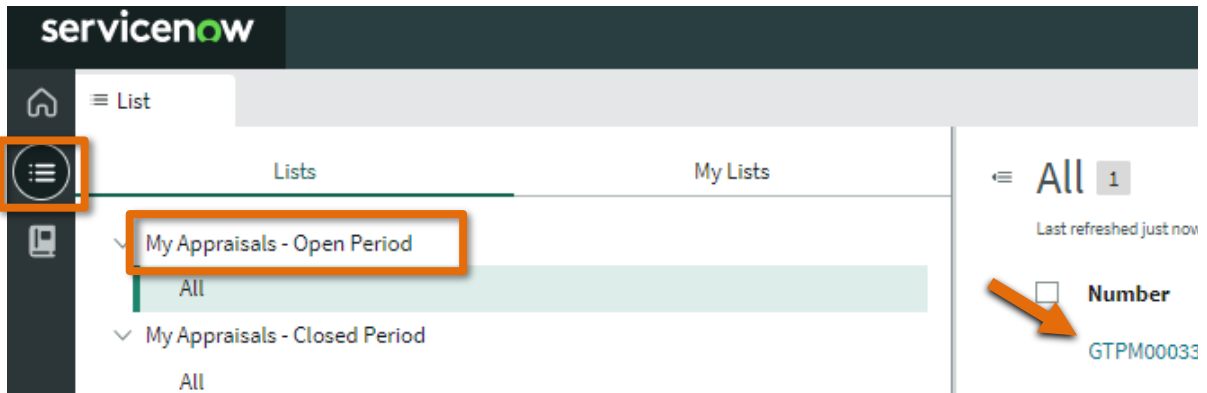 servicenow
List
Lists
My Lists
My Appraisals - Open Period
All
My Appraisals - Closed Period
All
All 1
Last refreshed just now
Number
GTPM00033